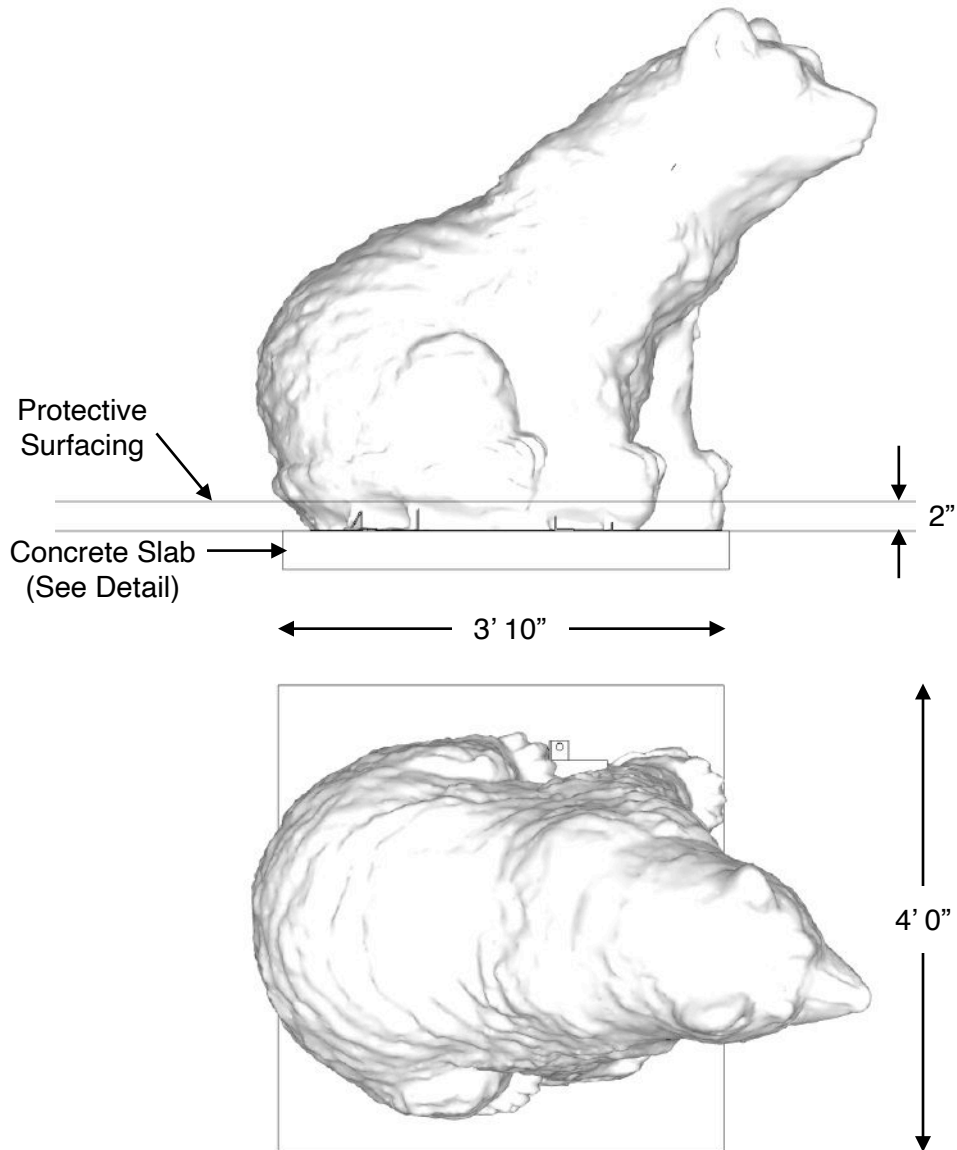 Protective
Surfacing
2”
Concrete Slab
(See Detail)
3’ 10”
4’ 0”